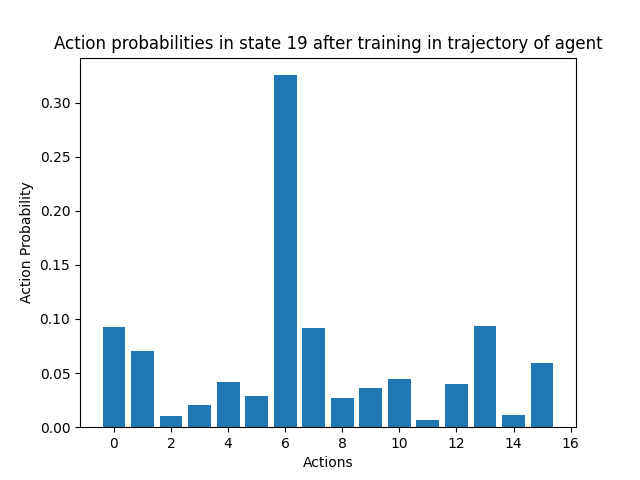 Action probabilities in state 19 after training in trajectory of agent
0.30
0.25
0.20
0.15
0.10
0.05
0.00
Action Probability
0 2 4 6 8 10 12 14 16
Actions